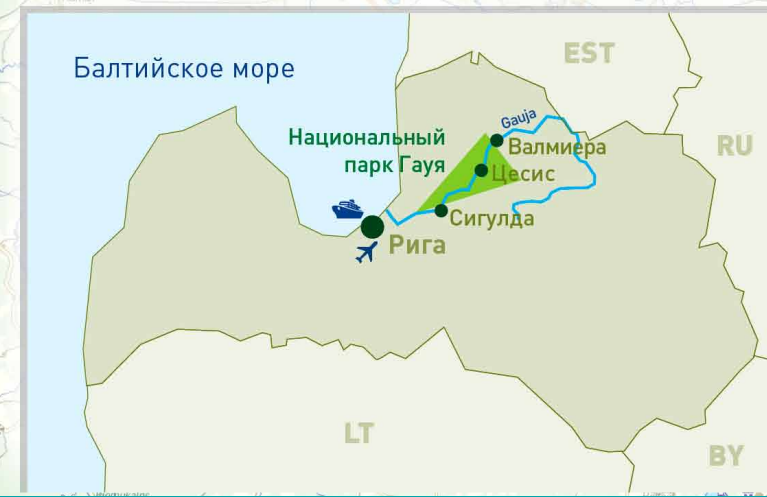 Балтийское море
EST
Gauja
Национальный
парк Гауя
Валмиера
RU
Цесис
Сигулда
Рига
LT
BY